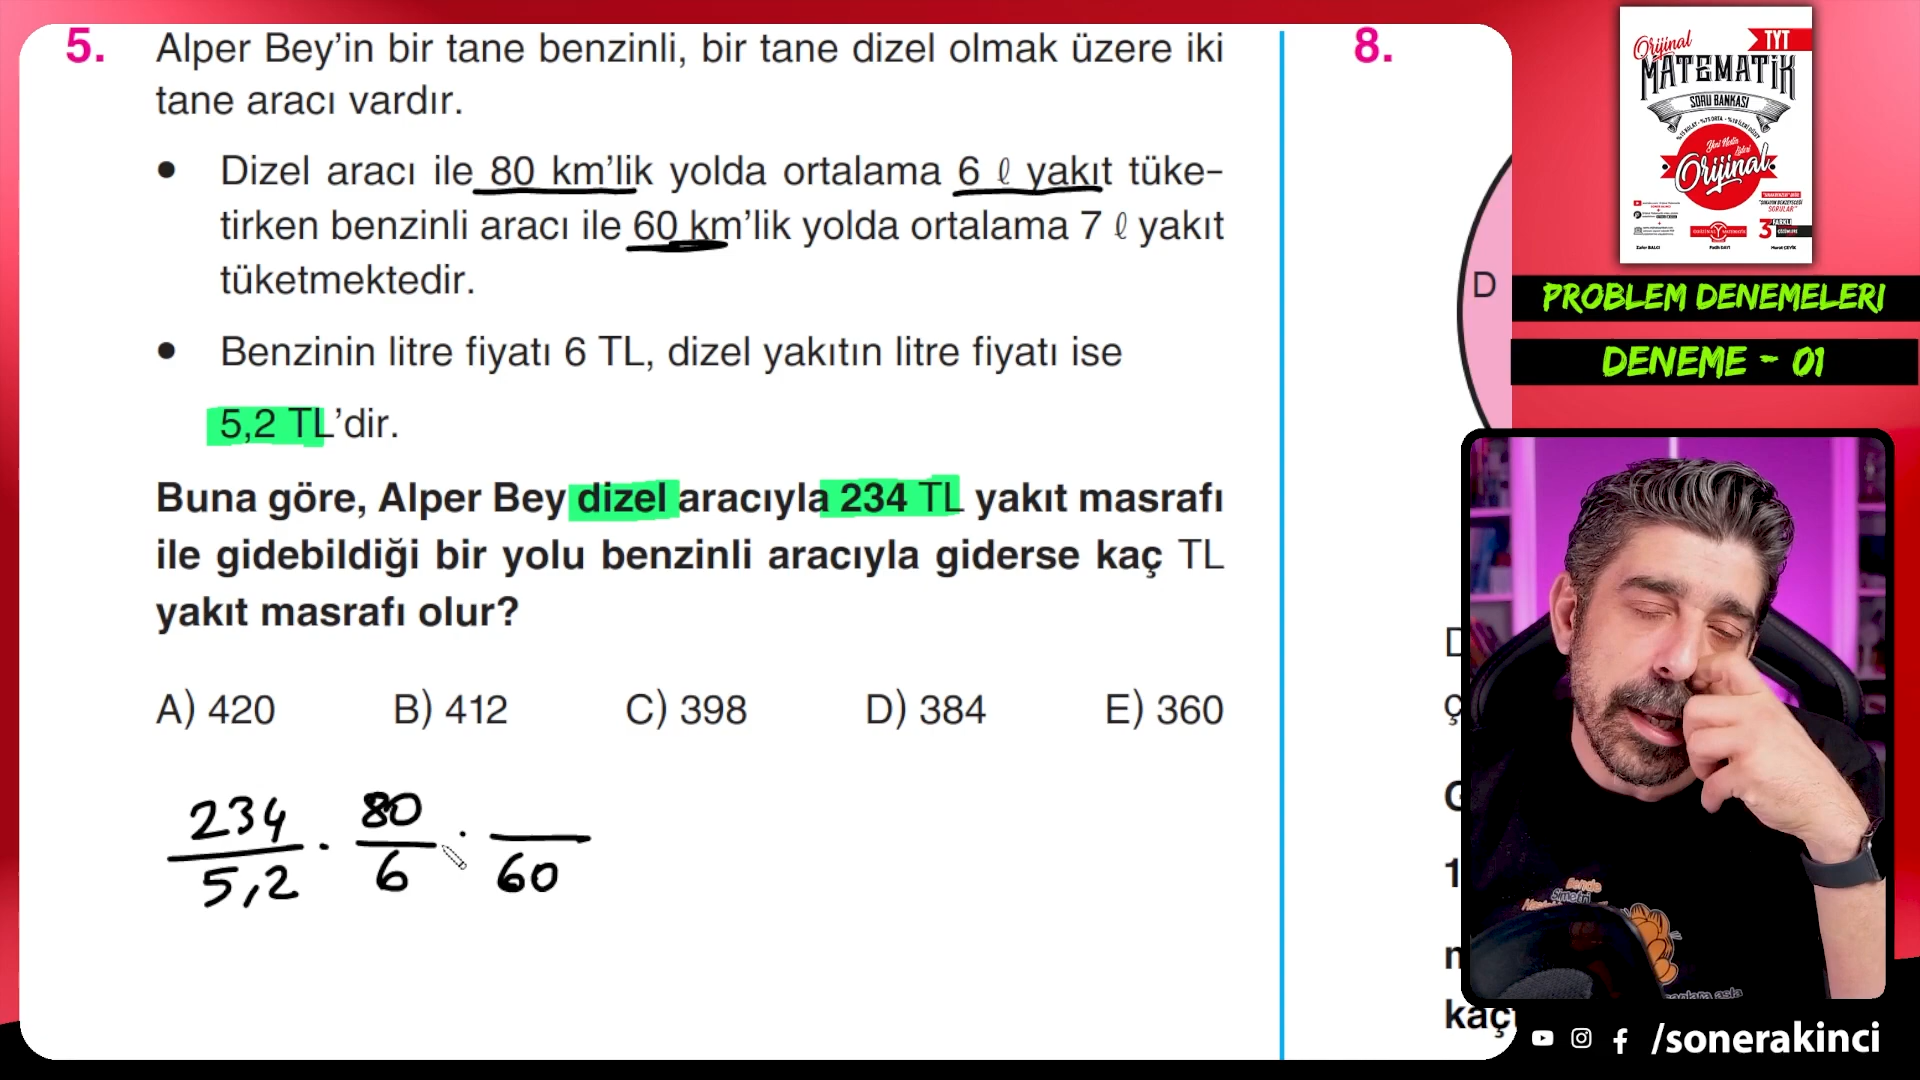 5. Alper Bey'in bir tane benzinli, bir tane dizel olmak üzere iki
tane aracı vardır.
• Dizel aracı ile 80 km'lik yolda ortalama 6 ℓ yakıt tüke-
tirken benzinli aracı ile 60 km'lik yolda ortalama 7 ℓ yakıt
tüketmektedir.
• Benzinin litre fiyatı 6 TL, dizel yakıtın litre fiyatı ise
5,2 TL'dir.
Buna göre, Alper Bey dizel aracıyla 234 TL yakıt masrafı
ile gidebildiği bir yolu benzinli aracıyla giderse kaç TL
yakıt masrafı olur?
A) 420 B) 412 C) 398 D) 384 E) 360
234/5,2 . 80/6 . /60
8.
D
D
ç
G
1
n
kaç
Orijinal
TYT
MATEMATİK
SORU BANKASI
Orijinal
PROBLEM DENEMELERİ
DENEME - 01
Bende
Simetri
/sonerakinci